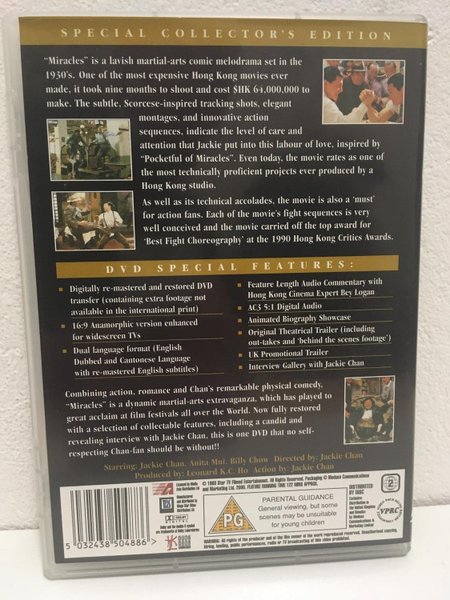 SPECIAL COLLECTOR'S EDITION
"Miracles" is a lavish martial-arts comic melodrama set in the
1930's. One of the most expensive Hong Kong movies ever
made, it took nine months to shoot and cost $HK 64,000,000 to
make. The subtle, Scorcese-inspired tracking shots, elegant
montages, and innovative action
sequences, indicate the level of care and
attention that Jackie put into this labour of love, inspired by
"Pocketful of Miracles". Even today, the movie rates as one of
the most technically proficient projects ever produced by a
Hong Kong studio.
As well as its technical accolades, the movie is also a 'must'
for action fans. Each of the movie's fight sequences is very
well conceived and the movie carried off the top award for
'Best Fight Choreography' at the 1990 Hong Kong Critics Awards.
DVD SPECIAL FEATURES:
Digitally re-mastered and restored DVD
transfer (containing extra footage not
available in the international print)
16:9 Anamorphic version enhanced
for widescreen TVs
Dual language format (English
Dubbed and Cantonese Language
with re-mastered English subtitles)
Feature Length Audio Commentary with
Hong Kong Cinema Expert Bey Logan
AC3 5:1 Digital Audio
Animated Biography Showcase
Original Theatrical Trailer (including
out-takes and 'behind the scenes footage')
UK Promotional Trailer
Interview Gallery with Jackie Chan
Combining action, romance and Chan's remarkable physical comedy,
"Miracles" is a dynamic martial-arts extravaganza, which has played to
great acclaim at film festivals all over the World. Now fully restored
with a selection of collectable features, including a candid and
revealing interview with Jackie Chan, this is one DVD that no self-
respecting Chan-fan should be without!!
Starring: Jackie Chan, Anita Mui, Billy Chow Directed by: Jackie Chan
Produced by: Leonard K.C. Ho Action by: Jackie Chan
5 032438 504886 >
DOLBY
12
PG
PARENTAL GUIDANCE
General viewing, but some
scenes may be unsuitable
for young children
2
DISTRIBUTED
BY DISC
VPRC